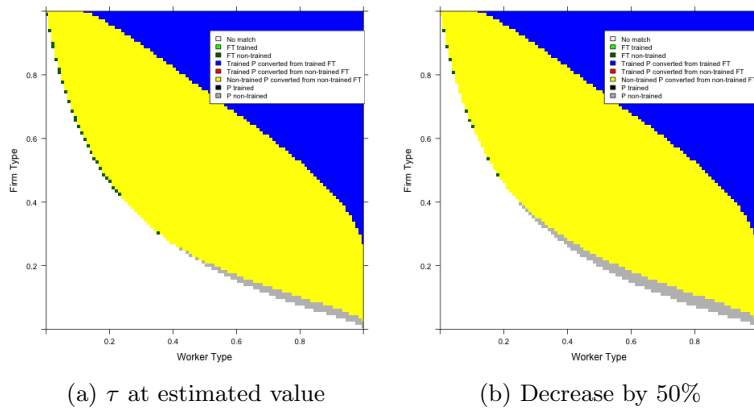 No match
FT trained
FT non-trained
Trained P converted from trained FT
Trained P converted from non-trained FT
Non-trained P converted from non-trained FT
P trained
P non-trained
0.8
0.6
0.4
0.2
Firm Type
0.2
0.4
0.6
0.8
Worker Type
(a) τ at estimated value
No match
FT trained
FT non-trained
Trained P converted from trained FT
Trained P converted from non-trained FT
Non-trained P converted from non-trained FT
P trained
P non-trained
0.8
0.6
0.4
0.2
Firm Type
0.2
0.4
0.6
0.8
Worker Type
(b) Decrease by 50%